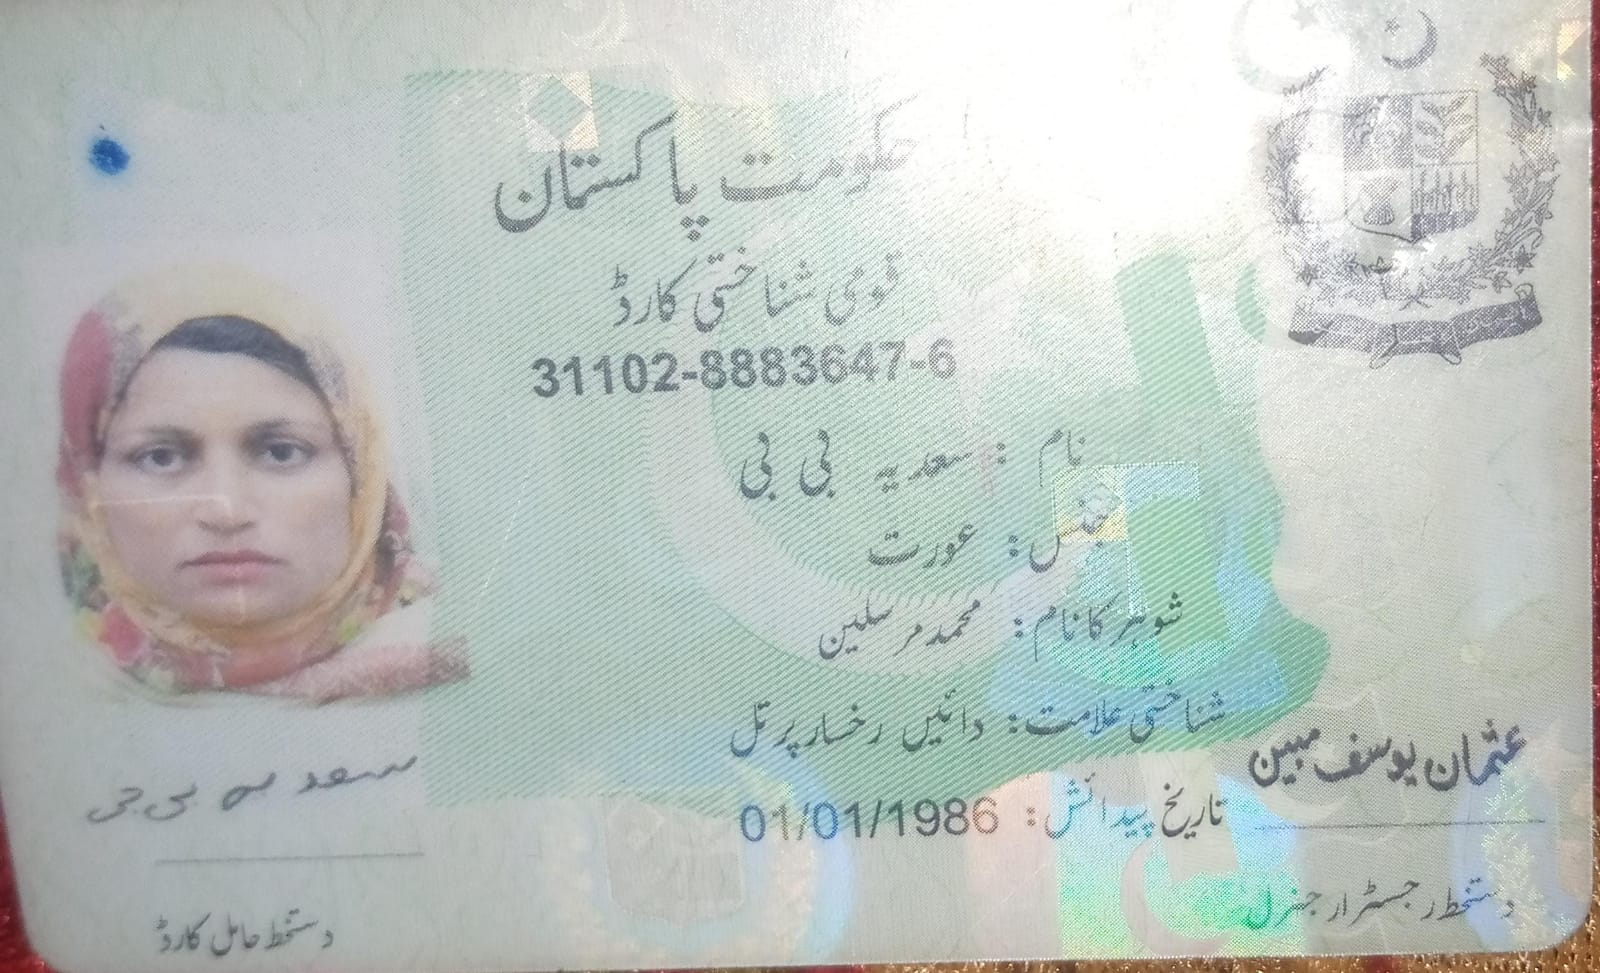 حکومت پاکستان
قومی شناختی کارڈ
31102-8883647-6
نام : سعدیہ بی بی
جنس : عورت
شوہر کا نام : محمد مرسلین
شناختی علامت : دائیں رخسار پر تل
تاریخ پیدائش : 01/01/1986
عثمان یوسف مبین
دستخط رجسٹرار جنرل
سعدیہ بی بی
دستخط حامل کارڈ